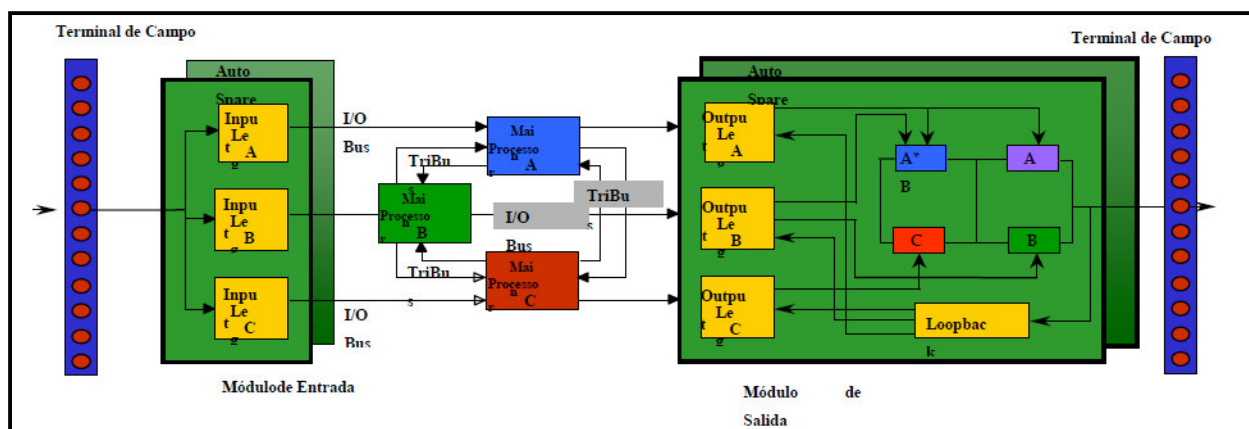 Terminal de Campo
Terminal de Campo
Auto
Spare
Inpu
Le
t A
g
Inpu
Le
t B
g
Inpu
Le
t C
g
I/O
Bus
I/O
Bus
Mai
Processo
n
r A
TriBu
s
Mai
Processo
n
r B
I/O
Bus
TriBu
s
Mai
Processo
n
r C
TriBu
s
Auto
Spare
Outpu
Le
t A
g
Outpu
Le
t B
g
Outpu
Le
t C
g
A*
B
A
C
B
Loopbac
k
Módulode Entrada
Módulo de
Salida